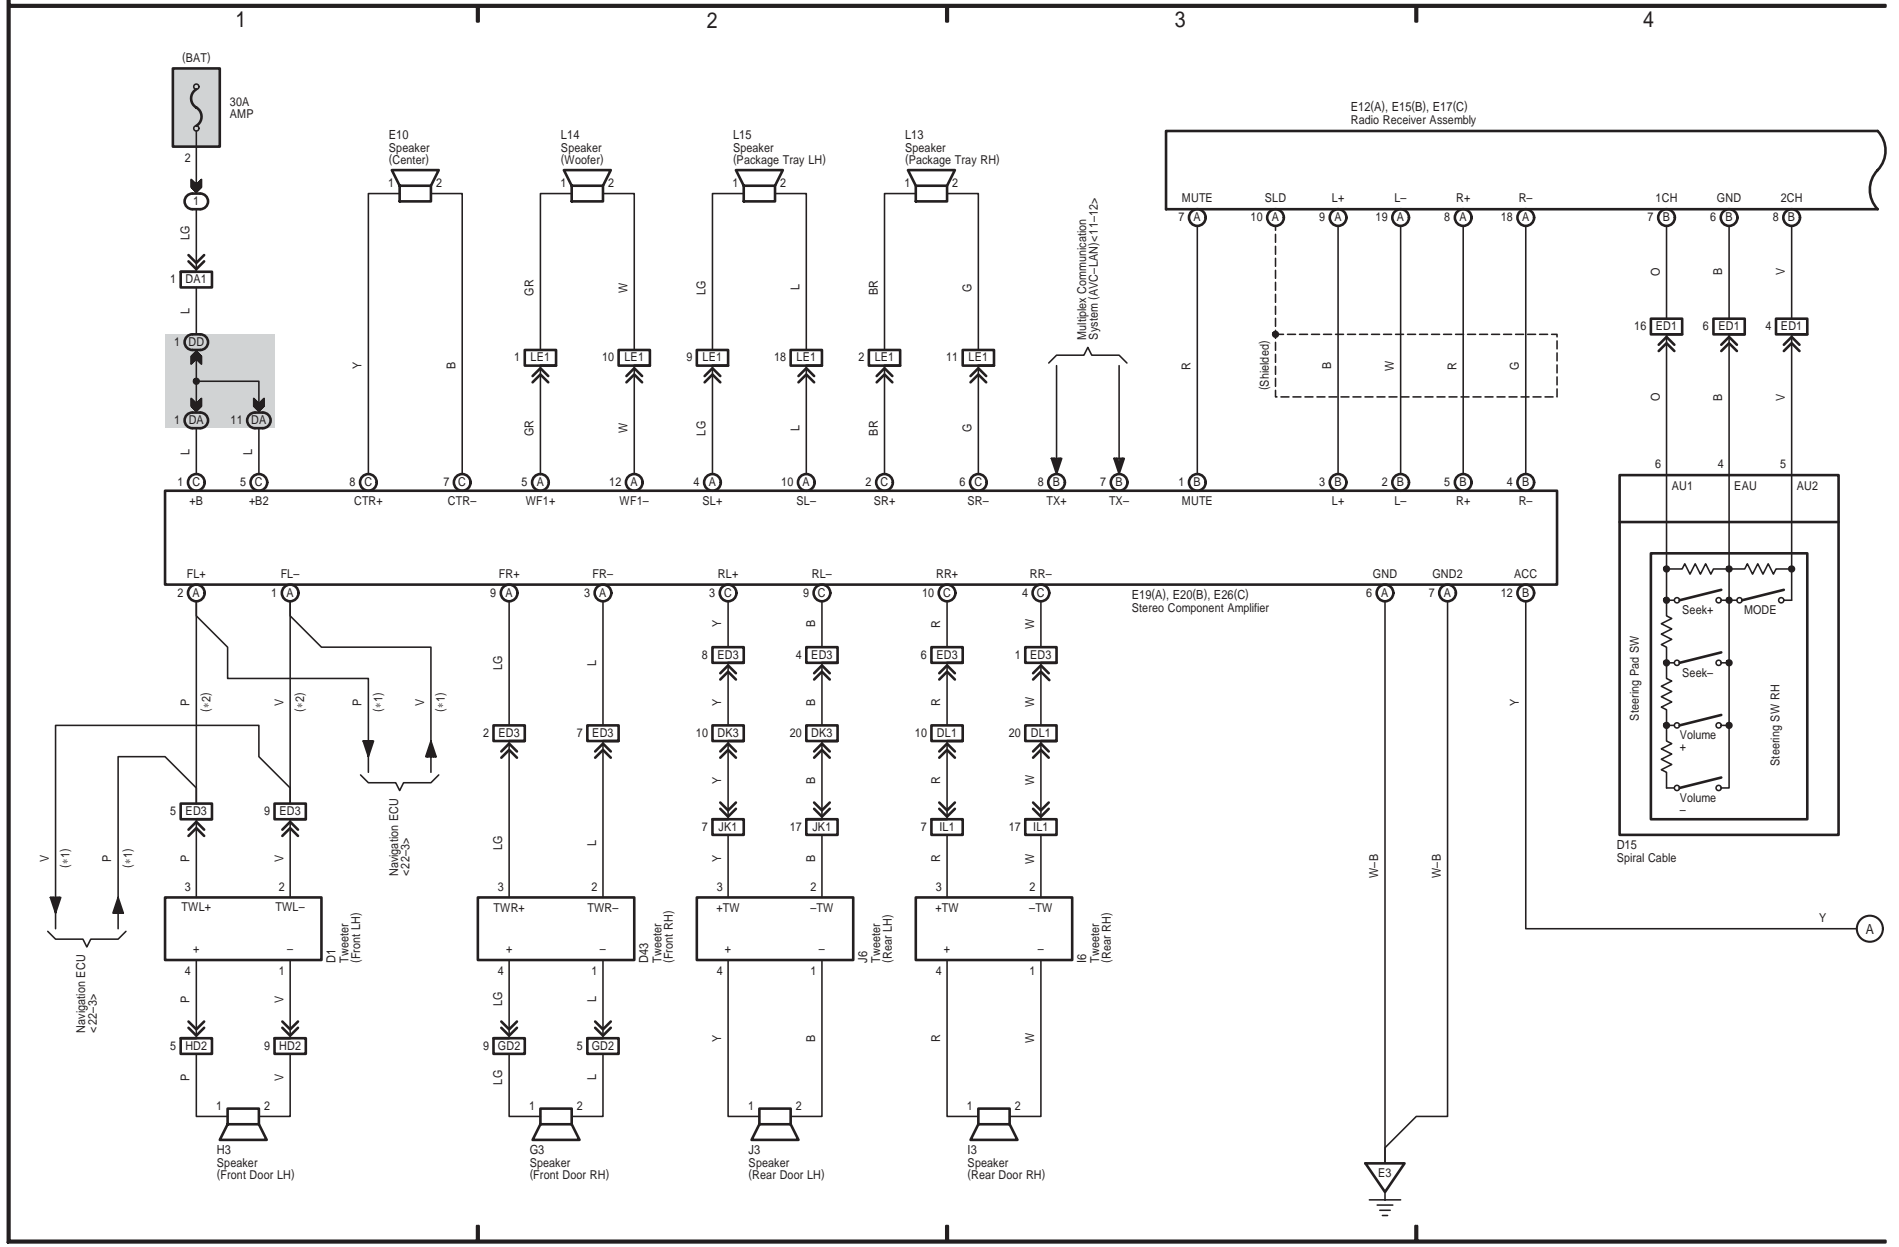 1 2 3 4
(BAT)
30A
AMP
2
1
LG
1 DA1
L
1 DD
1 DA 11 DA
L L
E10
Speaker
(Center)
1 2
Y B
L14
Speaker
(Woofer)
1 2
GR W
1 LE1 10 LE1
GR W
L15
Speaker
(Package Tray LH)
1 2
LG L
9 LE1 18 LE1
LG L
L13
Speaker
(Package Tray RH)
1 2
BR G
2 LE1 11 LE1
BR G
Multiplex Communication
System (AVC–LAN)<11–12>
E12(A), E15(B), E17(C)
Radio Receiver Assembly
MUTE SLD L+ L– R+ R– 1CH GND 2CH
7 A 10 A 9 A 19 A 8 A 18 A 7 B 6 B 8 B
O B V
16 ED1 6 ED1 4 ED1
(Shielded)
R B W R G
O B V
1 C 5 C 8 C 7 C 5 A 12 A 4 A 10 A 2 C 6 C 8 B 7 B 1 B 3 B 2 B 5 B 4 B
+B +B2 CTR+ CTR– WF1+ WF1– SL+ SL– SR+ SR– TX+ TX– MUTE L+ L– R+ R–
FL+ FL– FR+ FR– RL+ RL– RR+ RR– GND GND2 ACC
2 A 1 A 9 A 3 A 3 C 9 C 10 C 4 C 6 A 7 A 12 B
E19(A), E20(B), E26(C)
Stereo Component Amplifier
6 4 5
AU1 EAU AU2
Seek+ MODE
Seek–
Volume
+
Volume
–
Steering Pad SW
Steering SW RH
D15
Spiral Cable
P
(*2)
V
(*2)
P
(*1)
V
(*1)
Navigation ECU
<22–3>
5 ED3 9 ED3
P V
V
(*1)
P
(*1)
Navigation ECU
<22–3>
3 2
TWL+ TWL–
+ –
4 1
D1
Tweeter
(Front LH)
P V
5 HD2 9 HD2
P V
1 2
H3
Speaker
(Front Door LH)
LG L
2 ED3 7 ED3
LG L
3 2
TWR+ TWR–
+ –
4 1
D43
Tweeter
(Front RH)
LG L
9 GD2 5 GD2
LG L
1 2
G3
Speaker
(Front Door RH)
Y B
8 ED3 4 ED3
Y B
10 DK3 20 DK3
Y B
7 JK1 17 JK1
Y B
3 2
+TW –TW
+ –
4 1
J6
Tweeter
(Rear LH)
Y B
1 2
J3
Speaker
(Rear Door LH)
R W
6 ED3 1 ED3
R W
10 DL1 20 DL1
R W
7 IL1 17 IL1
R W
3 2
+TW –TW
+ –
4 1
I6
Tweeter
(Rear RH)
R W
1 2
I3
Speaker
(Rear Door RH)
W–B W–B
Y
E3
Y
A